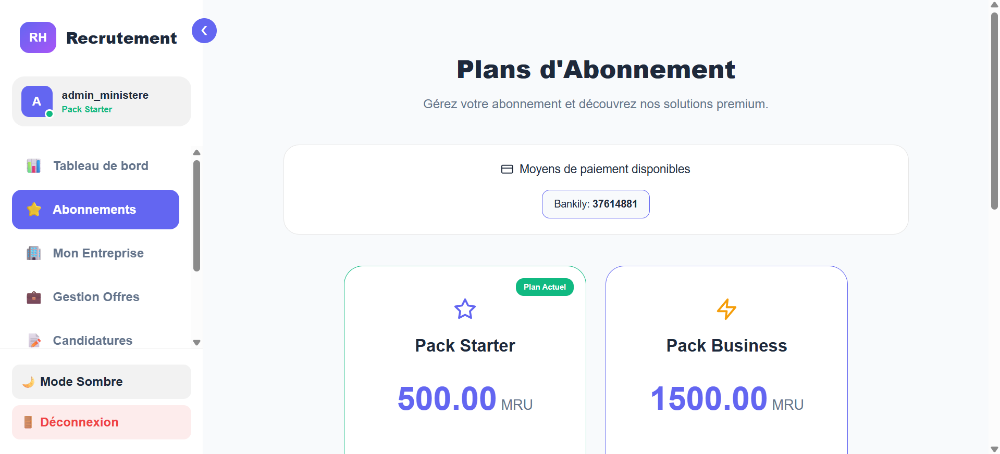 RH
Recrutement
A
admin_ministere
Pack Starter
Tableau de bord
Abonnements
Mon Entreprise
Gestion Offres
Candidatures
Mode Sombre
Déconnexion
Plans d'Abonnement
Gérez votre abonnement et découvrez nos solutions premium.
Moyens de paiement disponibles
Bankily: 37614881
Plan Actuel
Pack Starter
500.00 MRU
Pack Business
1500.00 MRU